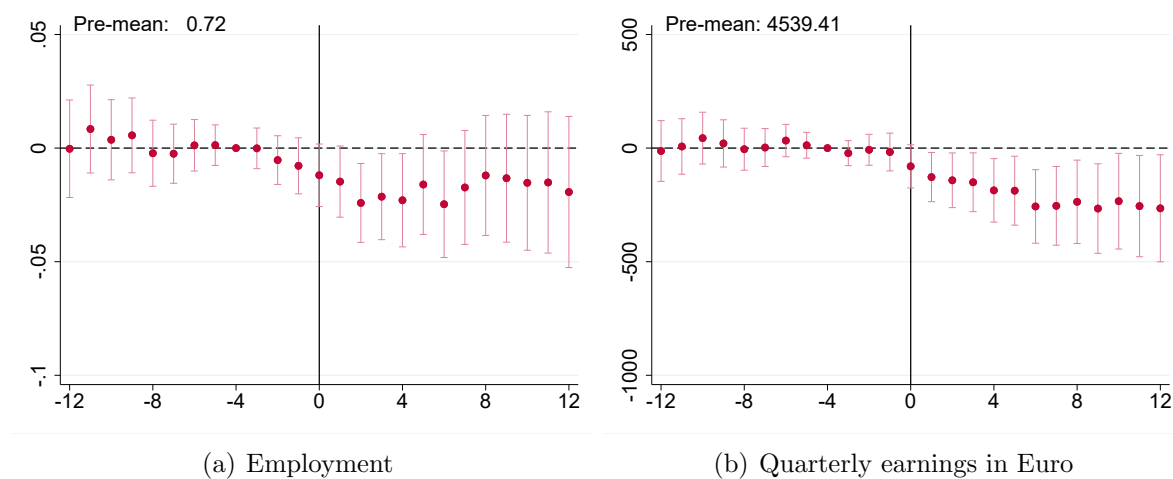 Pre-mean: 0.72
.05
0
-.05
-.1
-12 -8 -4 0 4 8 12
(a) Employment
Pre-mean: 4539.41
500
0
-500
-1000
-12 -8 -4 0 4 8 12
(b) Quarterly earnings in Euro